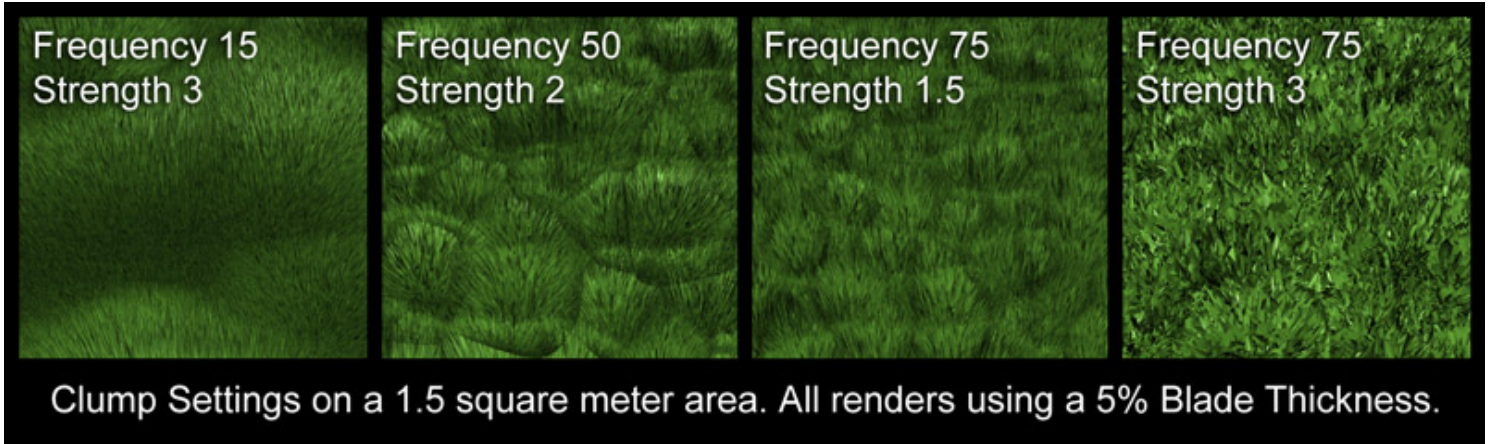 Frequency 15
Strength 3
Frequency 50
Strength 2
Frequency 75
Strength 1.5
Frequency 75
Strength 3
Clump Settings on a 1.5 square meter area. All renders using a 5% Blade Thickness.